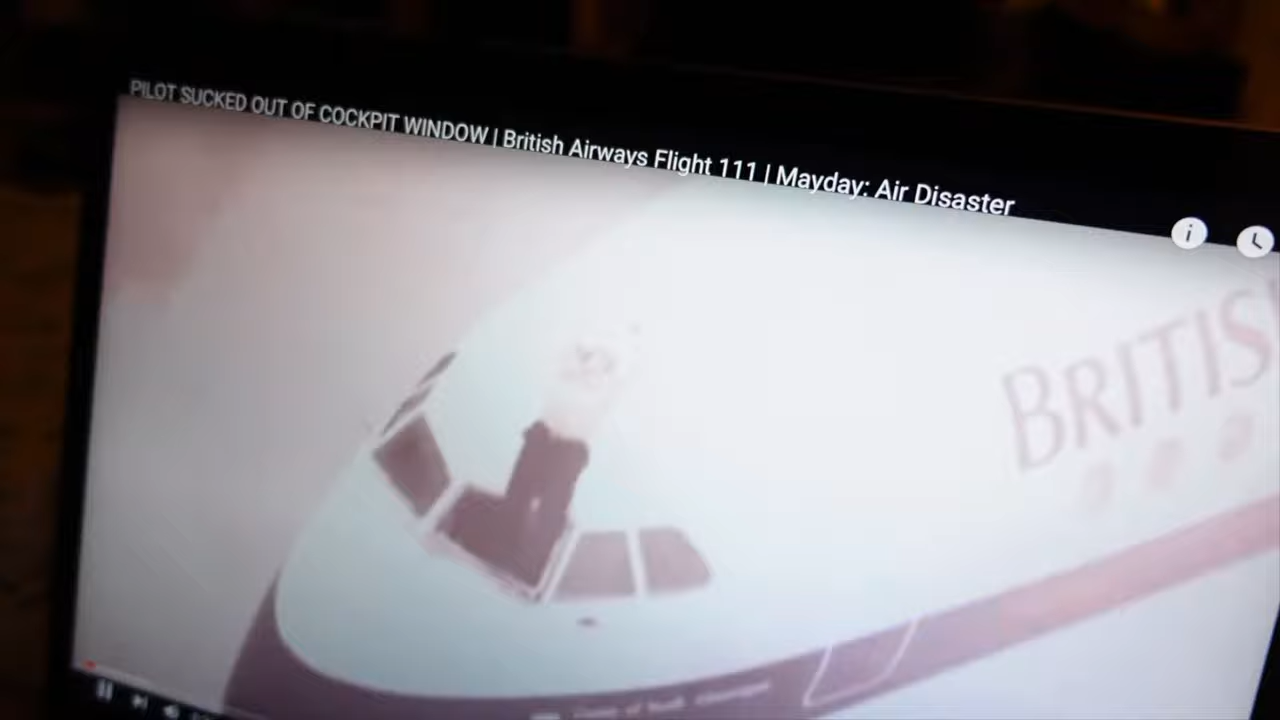 PILOT SUCKED OUT OF COCKPIT WINDOW | British Airways Flight 111 | Mayday: Air Disaster
BRITIS